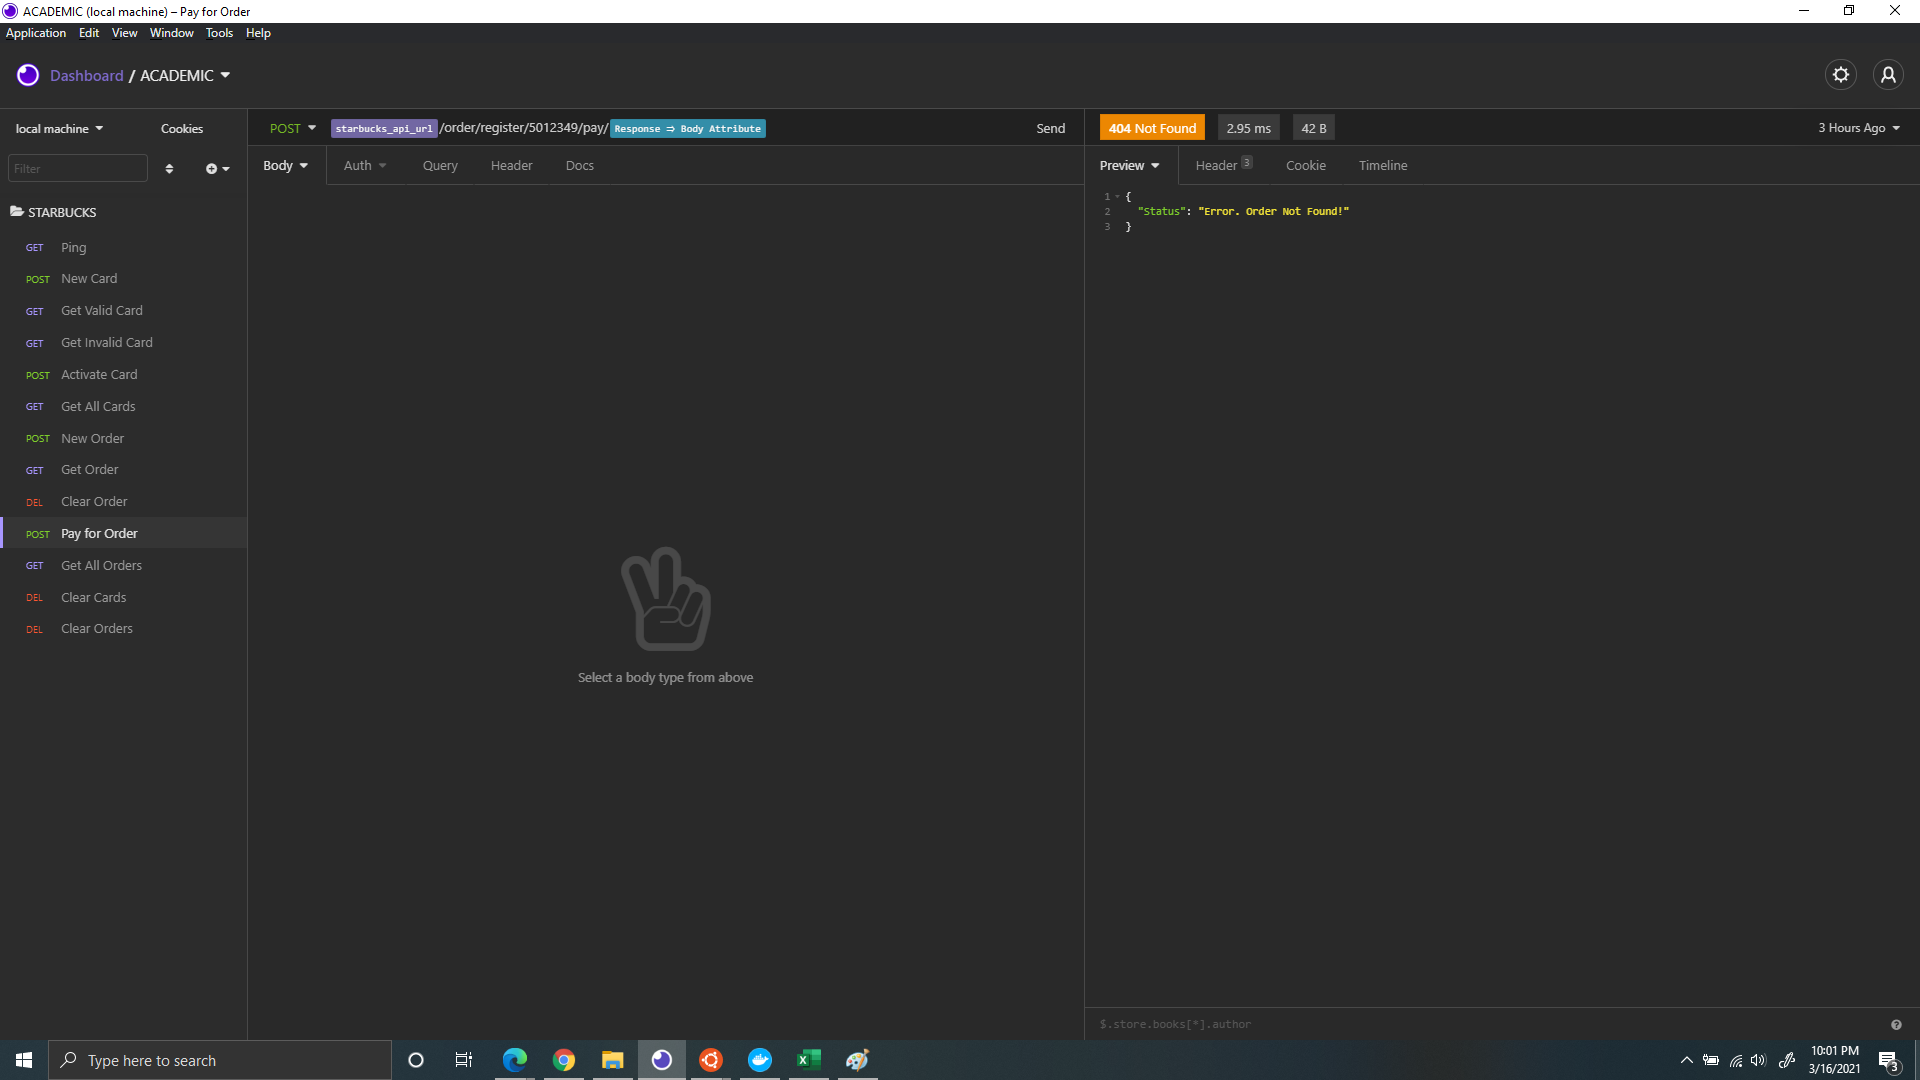 ACADEMIC (local machine) – Pay for Order
Application Edit View Window Tools Help
Dashboard / ACADEMIC
local machine Cookies
Filter
STARBUCKS
GET Ping
POST New Card
GET Get Valid Card
GET Get Invalid Card
POST Activate Card
GET Get All Cards
POST New Order
GET Get Order
DEL Clear Order
POST Pay for Order
GET Get All Orders
DEL Clear Cards
DEL Clear Orders
POST starbucks_api_url/order/register/5012349/pay/Response ⇒ Body Attribute Send
Body Auth Query Header Docs
Select a body type from above
404 Not Found 2.95 ms 42 B 3 Hours Ago
Preview Header 3 Cookie Timeline
1 {
2 "Status": "Error. Order Not Found!"
3 }
$.store.books[*].author
Type here to search
10:01 PM
3/16/2021
3